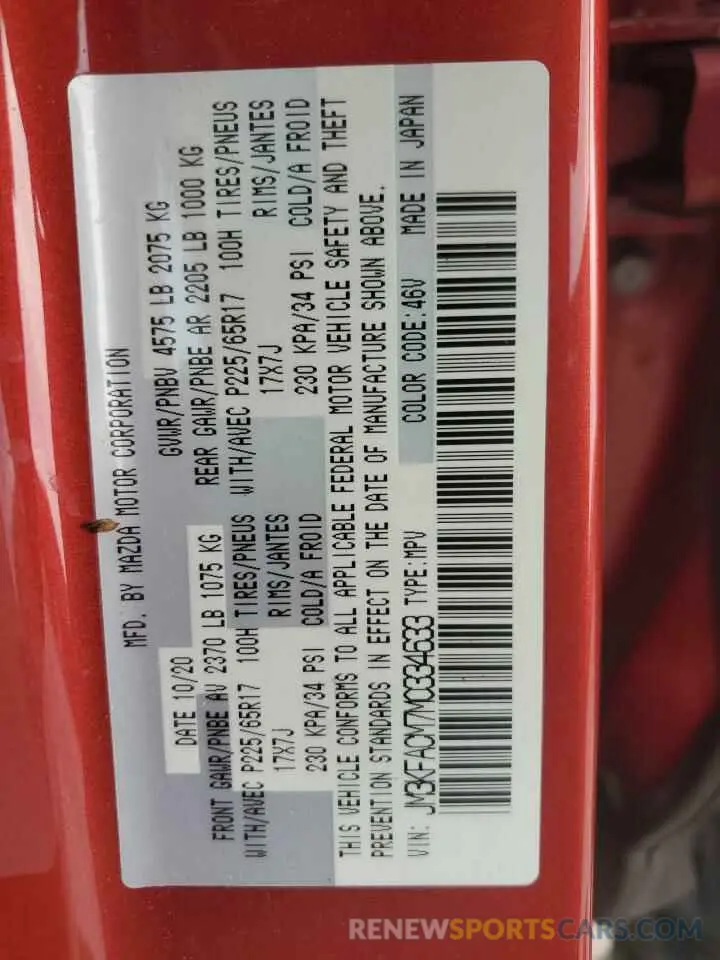 MFD. BY MAZDA MOTOR CORPORATION
DATE 10/20 GVWR/PNBV 4575 LB 2075 KG
FRONT GAWR/PNBE AV 2370 LB 1075 KG REAR GAWR/PNBE AR 2205 LB 1000 KG
WITH/AVEC P225/65R17 100H TIRES/PNEUS WITH/AVEC P225/65R17 100H TIRES/PNEUS
17X7J RIMS/JANTES 17X7J RIMS/JANTES
230 KPA/34 PSI COLD/A FROID 230 KPA/34 PSI COLD/A FROID
THIS VEHICLE CONFORMS TO ALL APPLICABLE FEDERAL MOTOR VEHICLE SAFETY AND THEFT
PREVENTION STANDARDS IN EFFECT ON THE DATE OF MANUFACTURE SHOWN ABOVE.
VIN: JM3KFACM7M0334633 TYPE:MPV COLOR CODE:46V MADE IN JAPAN
RENEWSPORTSCARS.COM